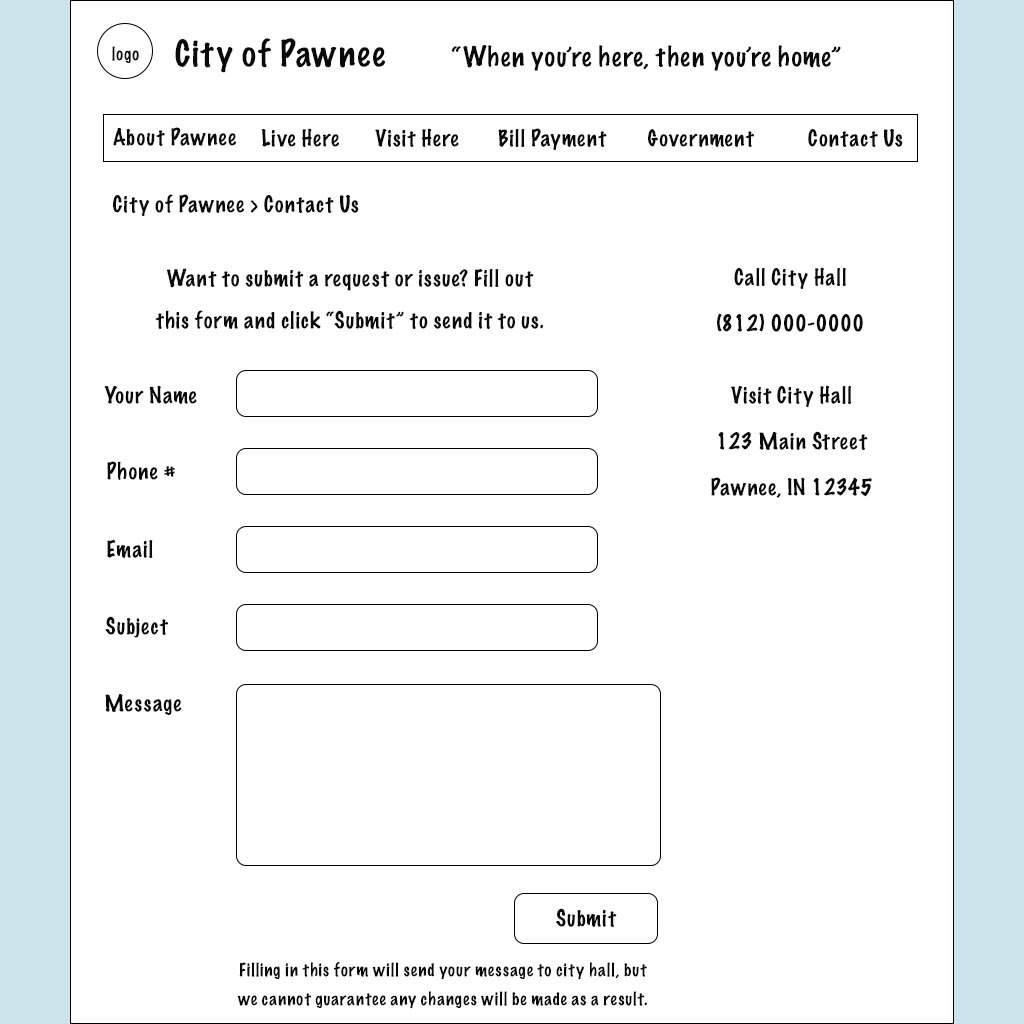 logo
City of Pawnee
“When you’re here, then you’re home”
About Pawnee Live Here Visit Here Bill Payment Government Contact Us
City of Pawnee > Contact Us
Want to submit a request or issue? Fill out
this form and click “Submit” to send it to us.
Your Name
Phone #
Email
Subject
Message
Submit
Filling in this form will send your message to city hall, but
we cannot guarantee any changes will be made as a result.
Call City Hall
(812) 000-0000
Visit City Hall
123 Main Street
Pawnee, IN 12345